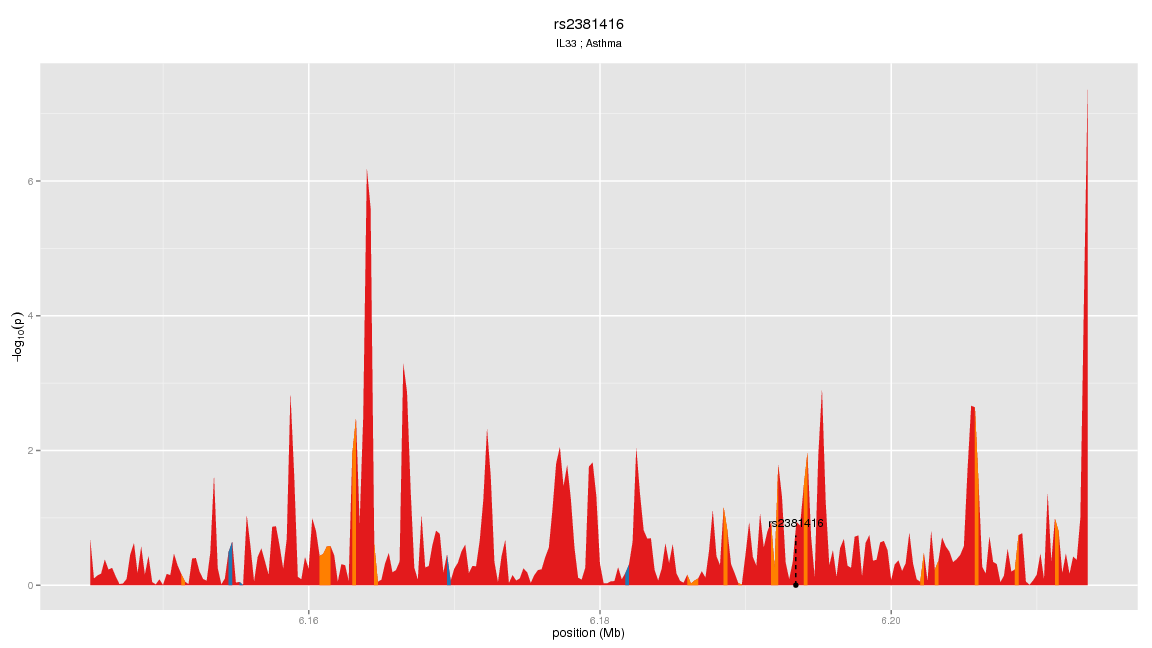 rs2381416
IL33 ; Asthma
6
4
2
0
−log10(p)
rs2381416
6.16
6.18
6.20
position (Mb)